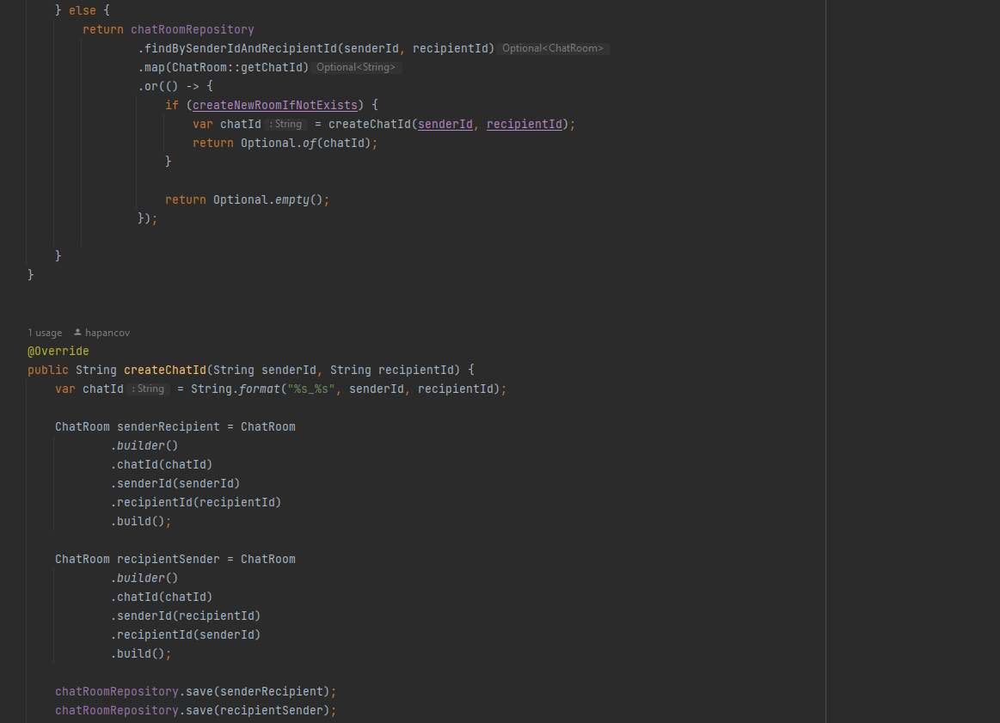 } else {
return chatRoomRepository
.findBySenderIdAndRecipientId(senderId, recipientId) Optional<ChatRoom>
.map(ChatRoom::getChatId) Optional<String>
.or(() -> {
if (createNewRoomIfNotExists) {
var chatId : String = createChatId(senderId, recipientId);
return Optional.of(chatId);
}
return Optional.empty();
});
}
}
1 usage hapancov
@Override
public String createChatId(String senderId, String recipientId) {
var chatId : String = String.format("%s_%s", senderId, recipientId);
ChatRoom senderRecipient = ChatRoom
.builder()
.chatId(chatId)
.senderId(senderId)
.recipientId(recipientId)
.build();
ChatRoom recipientSender = ChatRoom
.builder()
.chatId(chatId)
.senderId(recipientId)
.recipientId(senderId)
.build();
chatRoomRepository.save(senderRecipient);
chatRoomRepository.save(recipientSender);